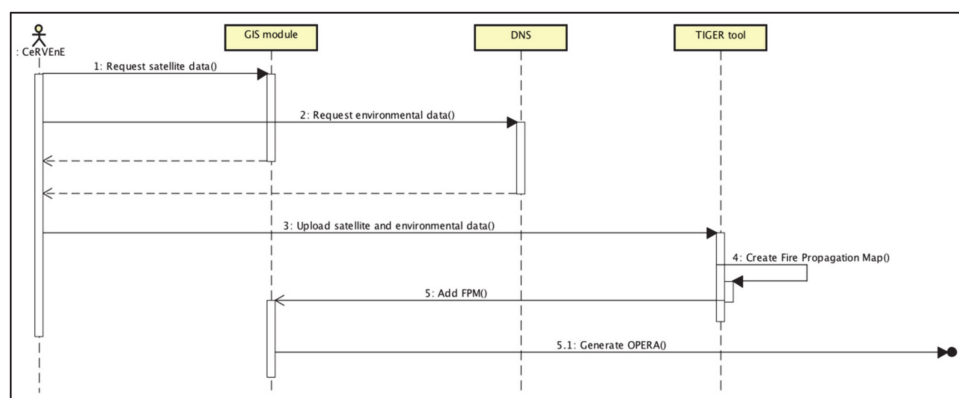 GIS module
DNS
TIGER tool
: CeRVEnE
1: Request satellite data()
2: Request environmental data()
3: Upload satellite and environmental data()
4: Create Fire Propagation Map()
5: Add FPM()
5.1: Generate OPERA()